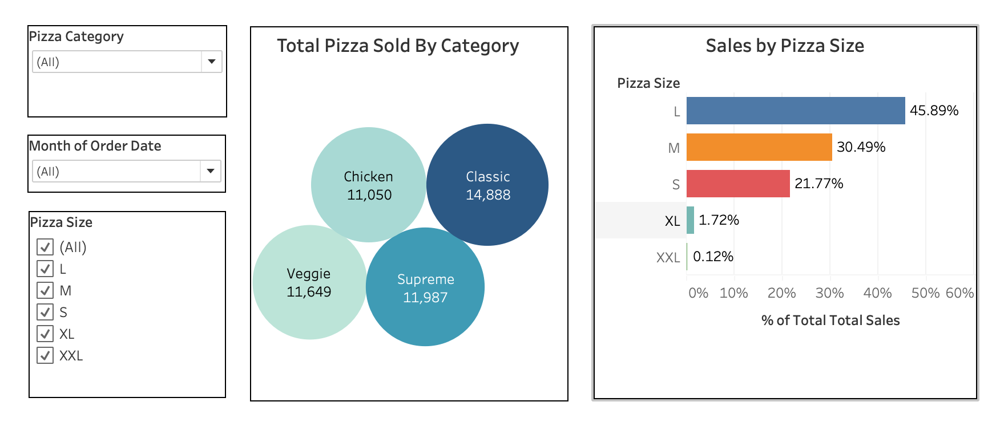 Pizza Category
(All)
Month of Order Date
(All)
Pizza Size
(All)
L
M
S
XL
XXL
Total Pizza Sold By Category
Chicken
11,050
Classic
14,888
Veggie
11,649
Supreme
11,987
Sales by Pizza Size
Pizza Size
L 45.89%
M 30.49%
S 21.77%
XL 1.72%
XXL 0.12%
0% 10% 20% 30% 40% 50% 60%
% of Total Total Sales